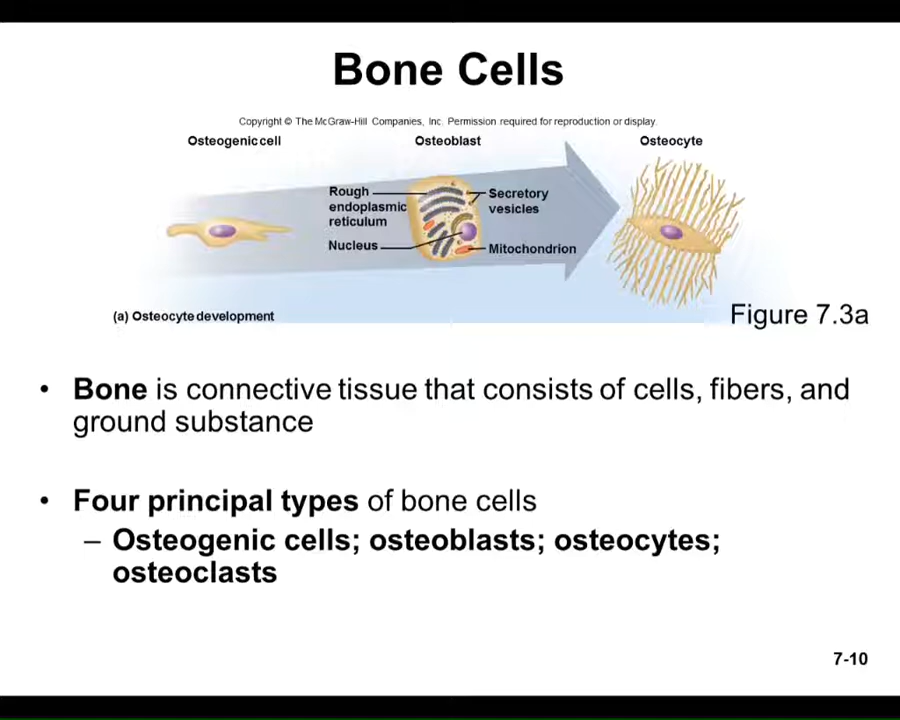 Bone Cells
Copyright © The McGraw-Hill Companies, Inc. Permission required for reproduction or display.
Osteogenic cell
Osteoblast
Osteocyte
Rough
endoplasmic
reticulum
Secretory
vesicles
Nucleus
Mitochondrion
(a) Osteocyte development
Figure 7.3a
• Bone is connective tissue that consists of cells, fibers, and
ground substance
• Four principal types of bone cells
– Osteogenic cells; osteoblasts; osteocytes;
osteoclasts
7-10